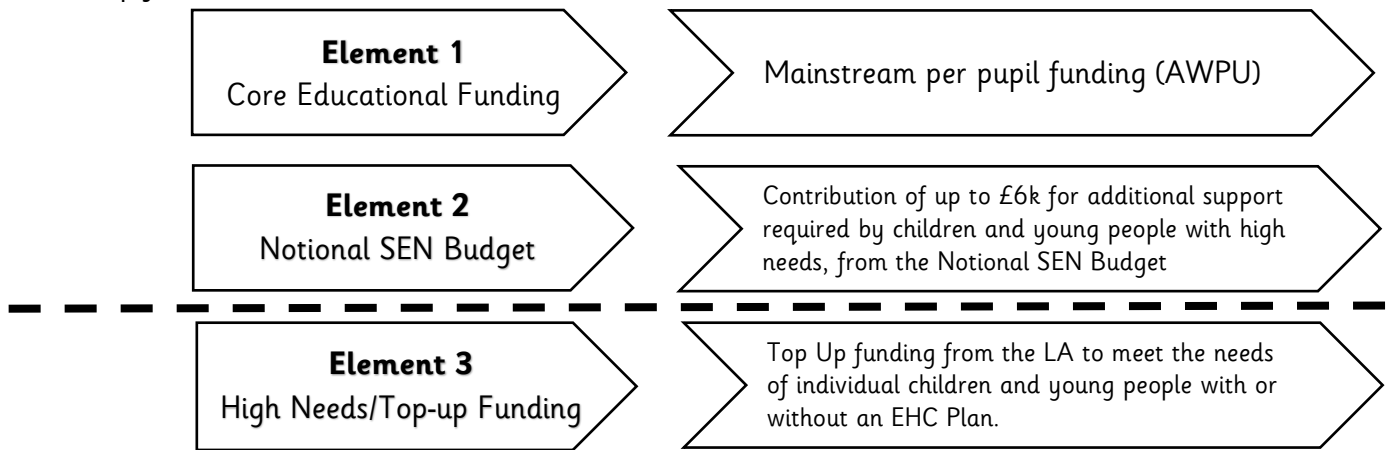 Element 1
Core Educational Funding
Mainstream per pupil funding (AWPU)
Element 2
Notional SEN Budget
Contribution of up to £6k for additional support
required by children and young people with high
needs, from the Notional SEN Budget
Element 3
High Needs/Top-up Funding
Top Up funding from the LA to meet the needs
of individual children and young people with or
without an EHC Plan.